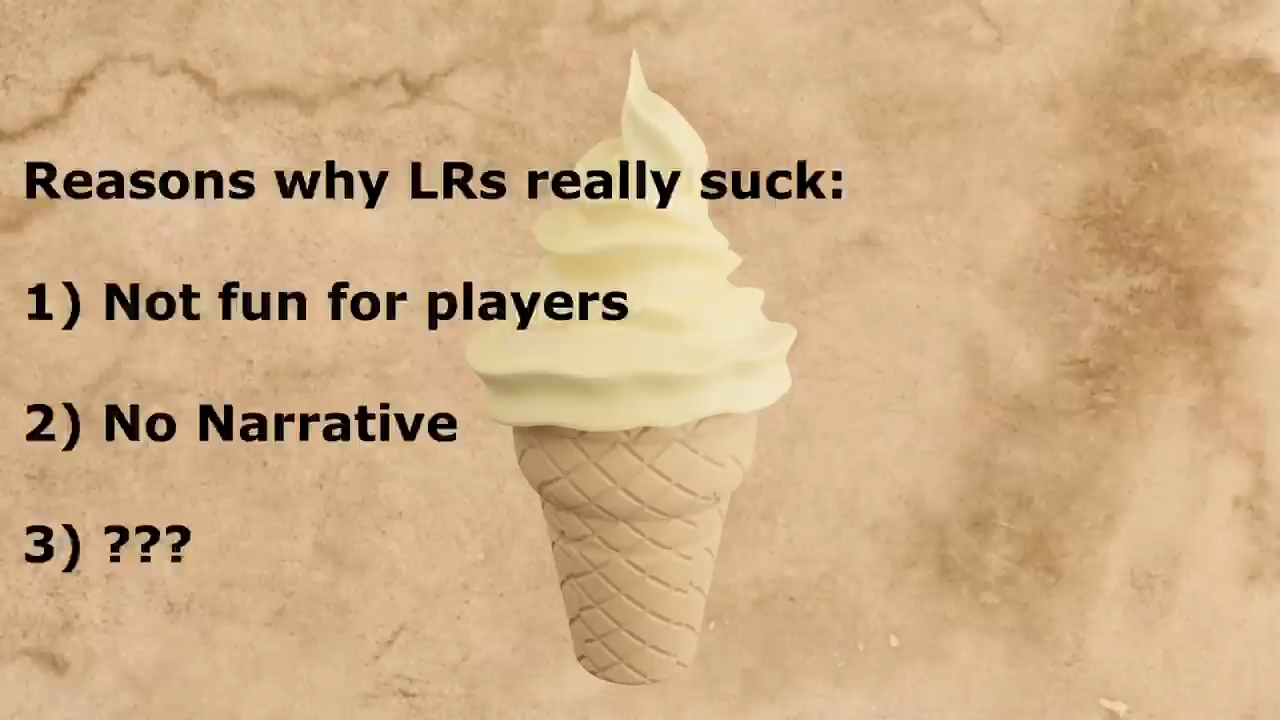 Reasons why LRs really suck:
1) Not fun for players
2) No Narrative
3) ???